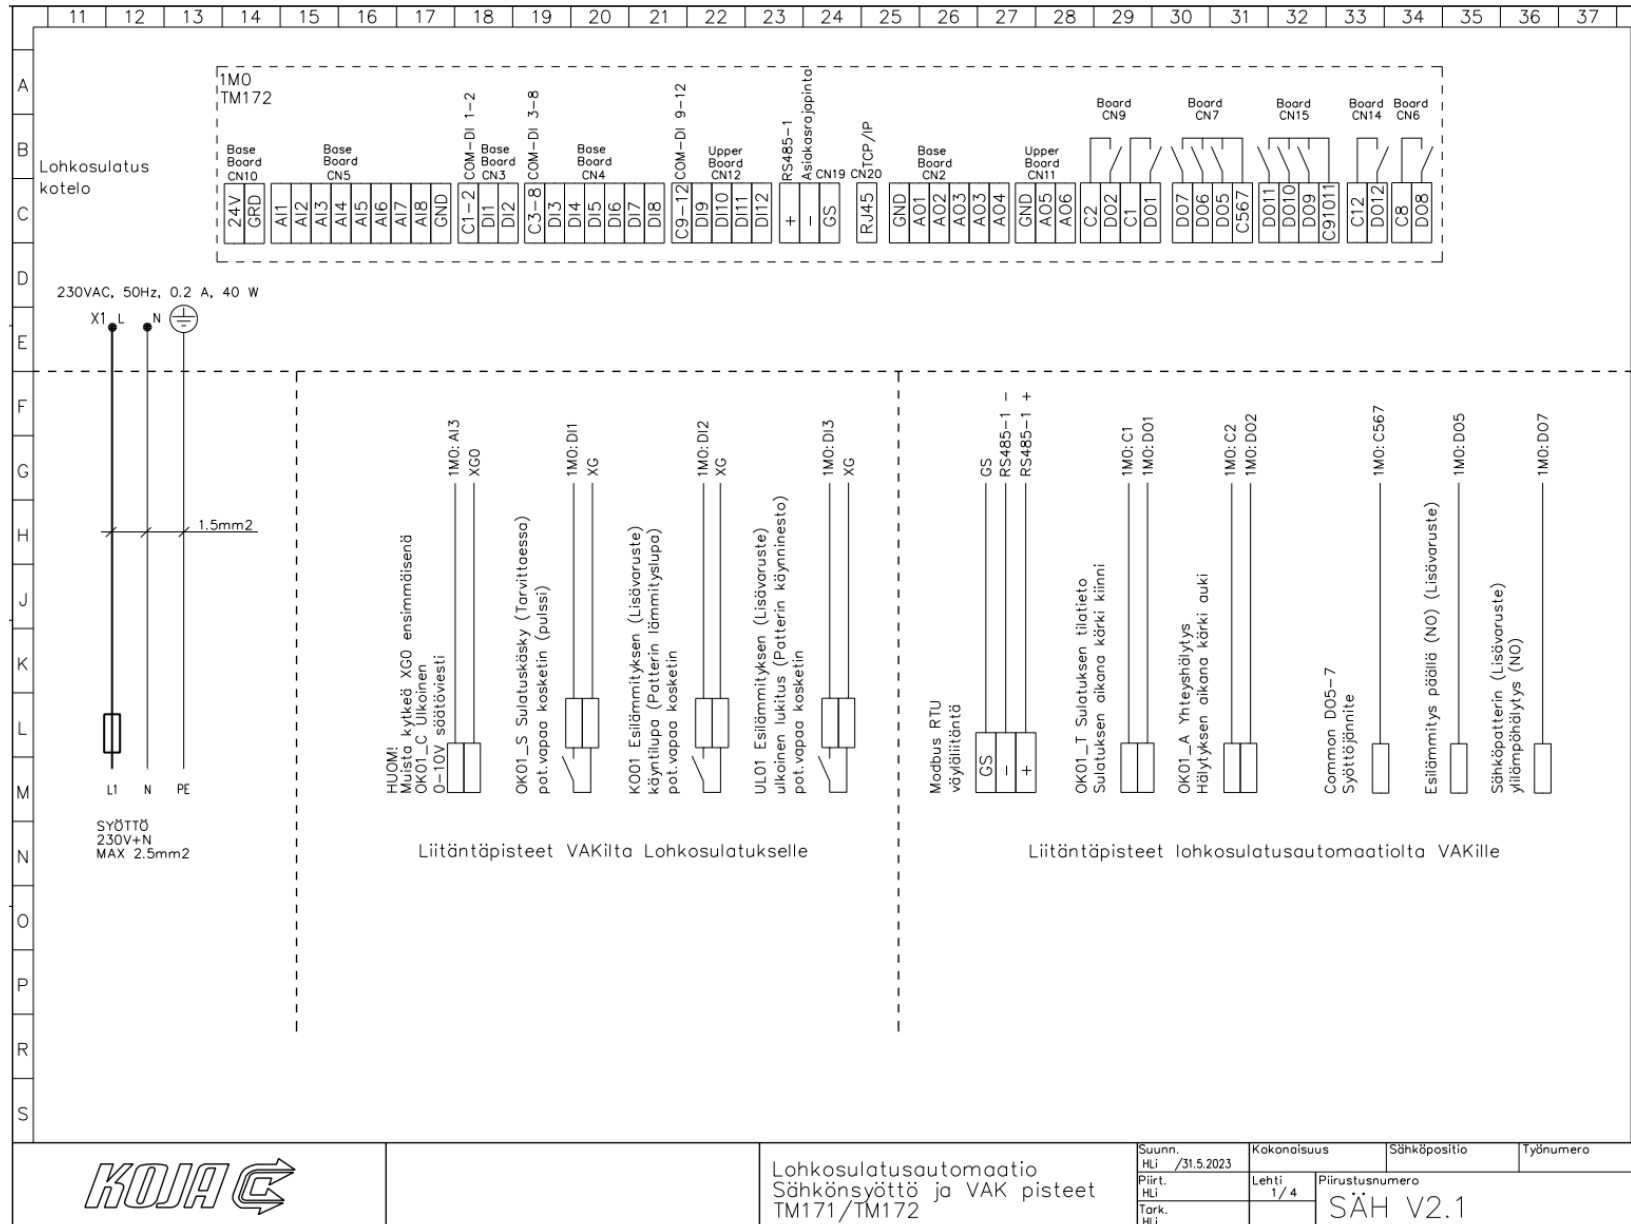 11 12 13 14 15 16 17 18 19 20 21 22 23 24 25 26 27 28 29 30 31 32 33 34 35 36 37
A
B
C
D
E
F
G
H
J
K
L
M
N
O
P
R
S
Lohkosulatus
kotelo
1M0
TM172
Base
Board
CN10
24V
GRD
Base
Board
CN5
AI1
AI2
AI3
AI4
AI5
AI6
AI7
AI8
GND
COM-DI 1-2
Base
Board
CN3
C1-2
DI1
DI2
COM-DI 3-8
Base
Board
CN4
C3-8
DI3
DI4
DI5
DI6
DI7
DI8
COM-DI 9-12
Upper
Board
CN12
C9-12
DI9
DI10
DI11
DI12
RS485-1
Asiakasrajapinta
CN19
+
-
GS
CN20
TCP/IP
RJ45
Base
Board
CN2
GND
AO1
AO2
AO3
AO3
AO4
Upper
Board
CN11
GND
AO5
AO6
Board
CN9
C2
DO2
C1
DO1
Board
CN7
DO7
DO6
DO5
C567
Board
CN15
DO11
DO10
DO9
C91011
Board
CN14
C12
DO12
Board
CN6
C8
DO8
230VAC, 50Hz, 0.2 A, 40 W
X1 L N
1.5mm2
L1 N PE
SYÖTTÖ
230V+N
MAX 2.5mm2
1M0:AI3
XG0
HUOM!
Muista kytkeä XG0 ensimmäisenä
OK01_C Ulkoinen
0-10V säätöviesti
1M0:DI1
XG
OK01_S Sulatuskäsky (Tarvittaessa)
pot.vapaa kosketin (pulssi)
1M0:DI2
XG
KO01 Esilämmityksen (Lisävaruste)
käyntilupa (Patterin lämmityslupa)
pot.vapaa kosketin
1M0:DI3
XG
UL01 Esilämmityksen (Lisävaruste)
ulkoinen lukitus (Patterin käynninesto)
pot.vapaa kosketin
Liitäntäpisteet VAKilta Lohkosulatukselle
GS
RS485-1 -
RS485-1 +
Modbus RTU
väyläliitäntä
GS
-
+
1M0:C1
1M0:DO1
OK01_T Sulatuksen tilatieto
Sulatuksen aikana kärki kiinni
1M0:C2
1M0:DO2
OK01_A Yhteyshälytys
Hälytyksen aikana kärki auki
1M0:C567
Common DO5-7
Syöttöjännite
1M0:DO5
Esilämmitys päällä (NO) (Lisävaruste)
1M0:DO7
Sähköpatterin (Lisävaruste)
ylilämpöhälytys (NO)
Liitäntäpisteet lohkosulatusautomaatiolta VAKille
KOJA
Lohkosulatusautomaatio
Sähkönsyöttö ja VAK pisteet
TM171/TM172
Suunn.
HLi /31.5.2023
Piirt.
HLi
Tark.
HLi
Kokonaisuus
Sähköpositio
Työnumero
Lehti
1/4
Piirustusnumero
SÄH V2.1